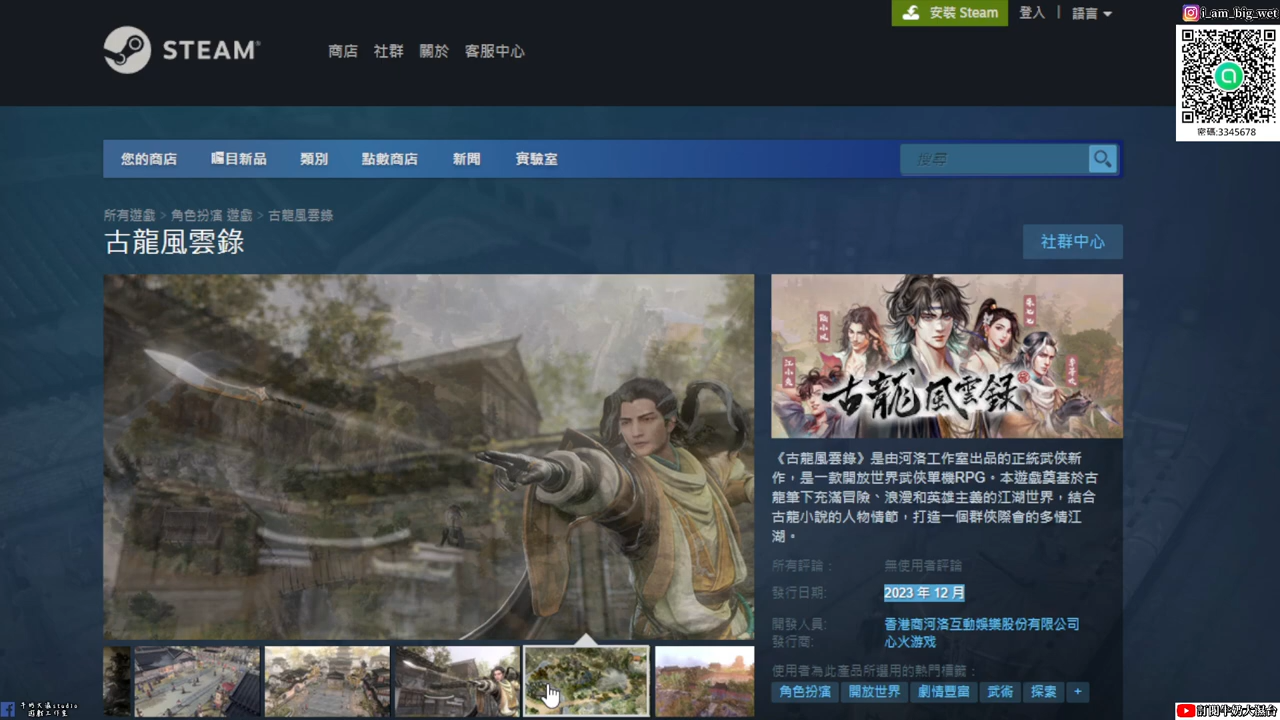 安裝 Steam
登入
語言
i_am_big_wet
STEAM
商店 社群 關於 客服中心
密碼:3345678
您的商店 矚目新品 類別 點數商店 新聞 實驗室
搜尋
所有遊戲 > 角色扮演 遊戲 > 古龍風雲錄
古龍風雲錄
社群中心
古龍風雲錄
《古龍風雲錄》是由河洛工作室出品的正統武俠新
作，是一款開放世界武俠單機RPG。本遊戲奠基於古
龍筆下充滿冒險、浪漫和英雄主義的江湖世界，結合
古龍小說的人物情節，打造一個群俠際會的多情江
湖。
所有評論： 無使用者評論
發行日期: 2023 年 12 月
開發人員: 香港商河洛互動娛樂股份有限公司
發行商: 心火游戏
使用者為此產品所選用的熱門標籤：
角色扮演 開放世界 劇情豐富 武術 探索 +